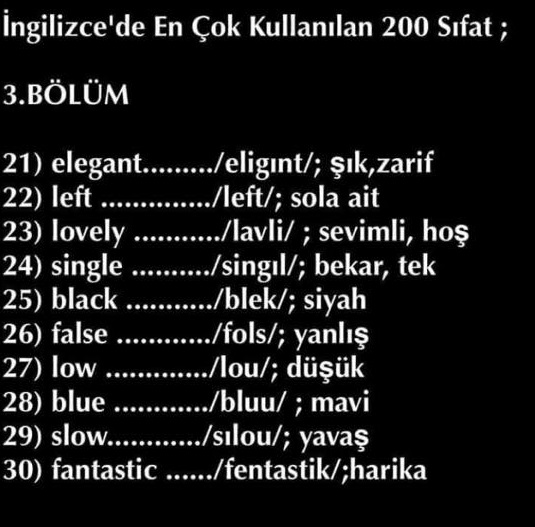 İngilizce'de En Çok Kullanılan 200 Sıfat ;
3.BÖLÜM
21) elegant.........../eligınt/; şık,zarif
22) left .............../left/; sola ait
23) lovely .........../lavli/ ; sevimli, hoş
24) single .........../singıl/; bekar, tek
25) black ............/blek/; siyah
26) false ............./fols/; yanlış
27) low ............../lou/; düşük
28) blue ............./bluu/ ; mavi
29) slow............./sılou/; yavaş
30) fantastic ....../fentastik/;harika